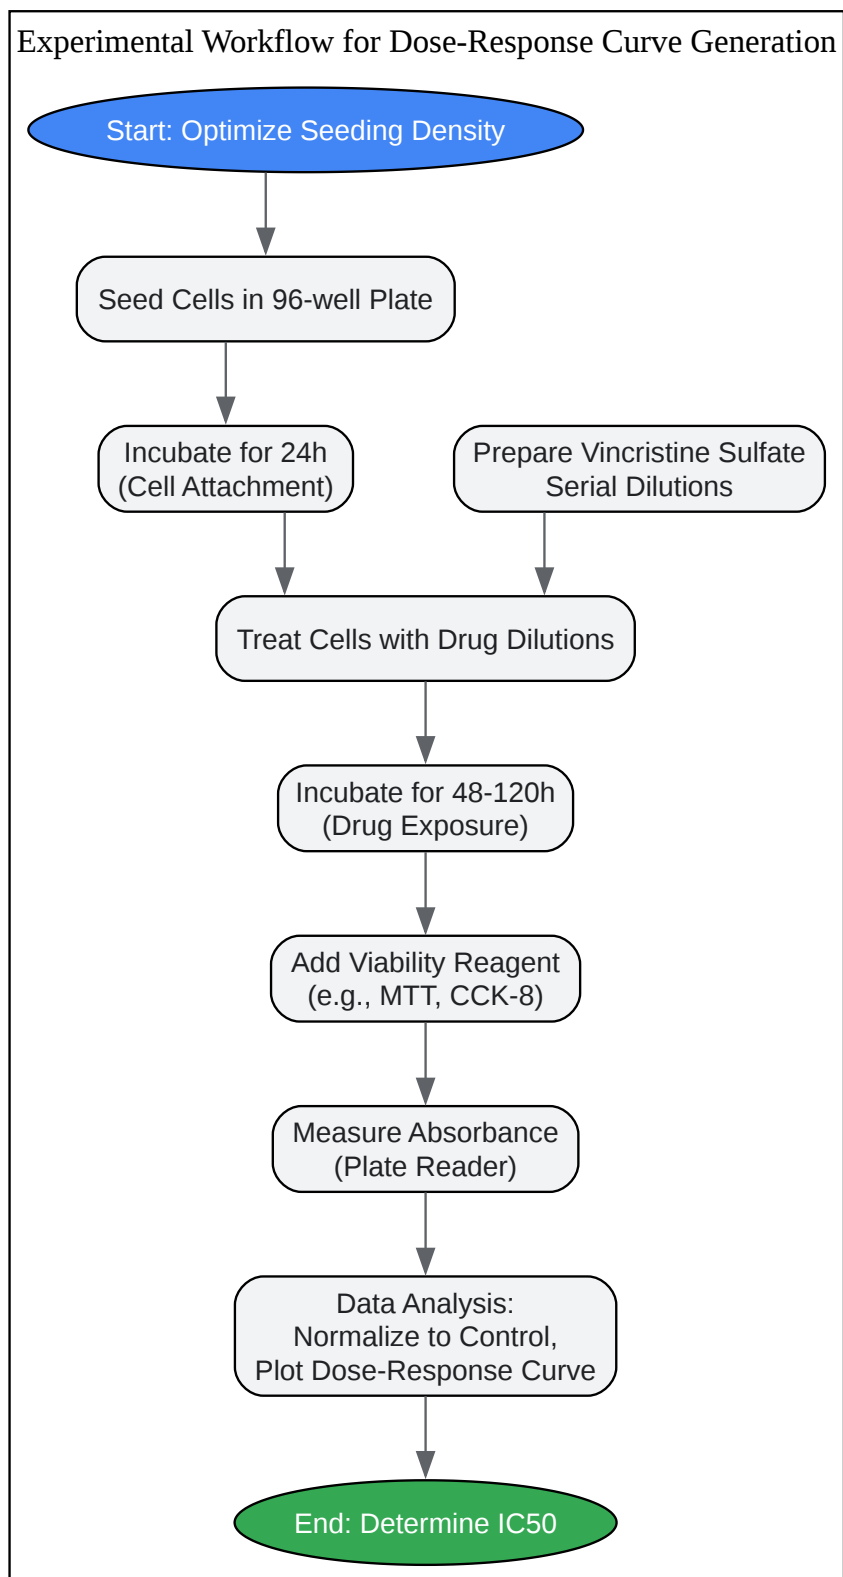 Experimental Workflow for Dose-Response Curve Generation
Start: Optimize Seeding Density
Seed Cells in 96-well Plate
Incubate for 24h
(Cell Attachment)
Prepare Vincristine Sulfate
Serial Dilutions
Treat Cells with Drug Dilutions
Incubate for 48-120h
(Drug Exposure)
Add Viability Reagent
(e.g., MTT, CCK-8)
Measure Absorbance
(Plate Reader)
Data Analysis:
Normalize to Control,
Plot Dose-Response Curve
End: Determine IC50